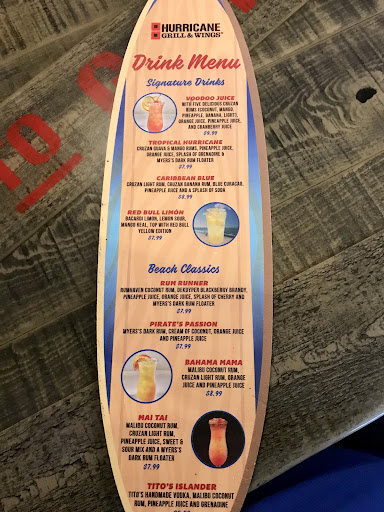 HURRICANE
GRILL & WINGS
Drink Menu
Signature Drinks
VOODOO JUICE
WITH FIVE DELICIOUS CRUZAN
RUMS (COCONUT, MANGO,
PINEAPPLE, BANANA, LIGHT),
ORANGE JUICE, PINEAPPLE JUICE,
AND CRANBERRY JUICE
TROPICAL HURRICANE
CRUZAN GUAVA & MANGO RUMS, PINEAPPLE JUICE,
ORANGE JUICE, SPLASH OF GRENADINE &
MYERS'S DARK RUM FLOATER
$7.99
CARIBBEAN BLUE
CRUZAN LIGHT RUM, CRUZAN BANANA RUM, BLUE CURACAO,
PINEAPPLE JUICE AND A SPLASH OF SOUR
$8.99
RED BULL LIMÓN
BACARDI LIMON, LEMON SOUR,
MANGO REAL, TOP WITH RED BULL
YELLOW EDITION
$7.99
Beach Classics
RUM RUNNER
RUMHAVEN COCONUT RUM, DEKUYPER BLACKBERRY BRANDY,
PINEAPPLE JUICE, ORANGE JUICE, SPLASH OF CHERRY AND
MYERS'S DARK RUM FLOATER
$7.99
PIRATE'S PASSION
MYERS'S DARK RUM, CREAM OF COCONUT, ORANGE JUICE
AND PINEAPPLE JUICE
$7.99
BAHAMA MAMA
MALIBU COCONUT RUM,
CRUZAN LIGHT RUM, ORANGE
JUICE AND PINEAPPLE JUICE
$8.99
MAI TAI
MALIBU COCONUT RUM,
CRUZAN LIGHT RUM,
PINEAPPLE JUICE, SWEET &
SOUR MIX AND A MYERS'S
DARK RUM FLOATER
$7.99
TITO'S ISLANDER
TITO'S HANDMADE VODKA, MALIBU COCONUT
RUM, PINEAPPLE JUICE AND GRENADINE